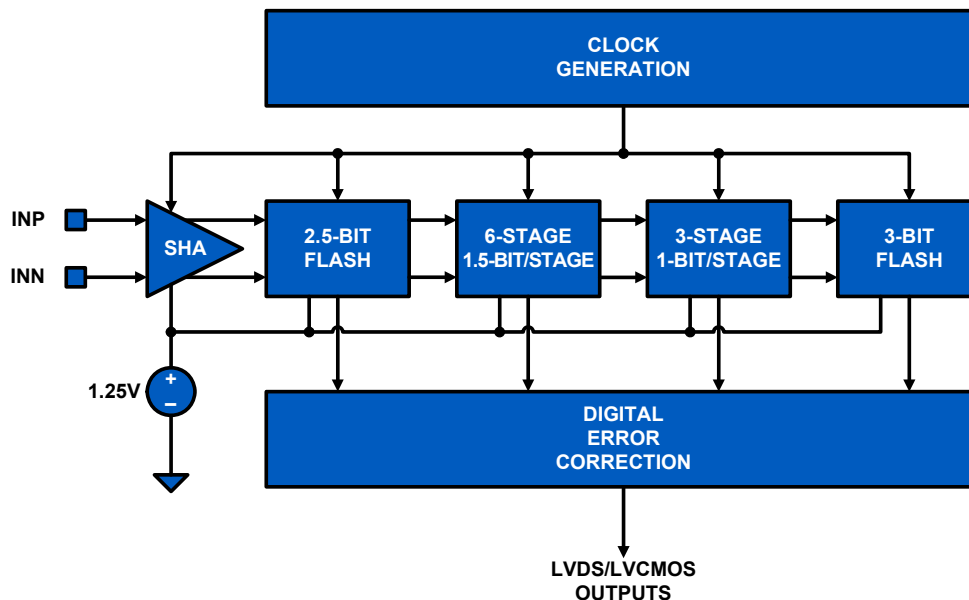 CLOCK
GENERATION
INP
INN
SHA
2.5-BIT
FLASH
6-STAGE
1.5-BIT/STAGE
3-STAGE
1-BIT/STAGE
3-BIT
FLASH
1.25V
+
–
DIGITAL
ERROR
CORRECTION
LVDS/LVCMOS
OUTPUTS